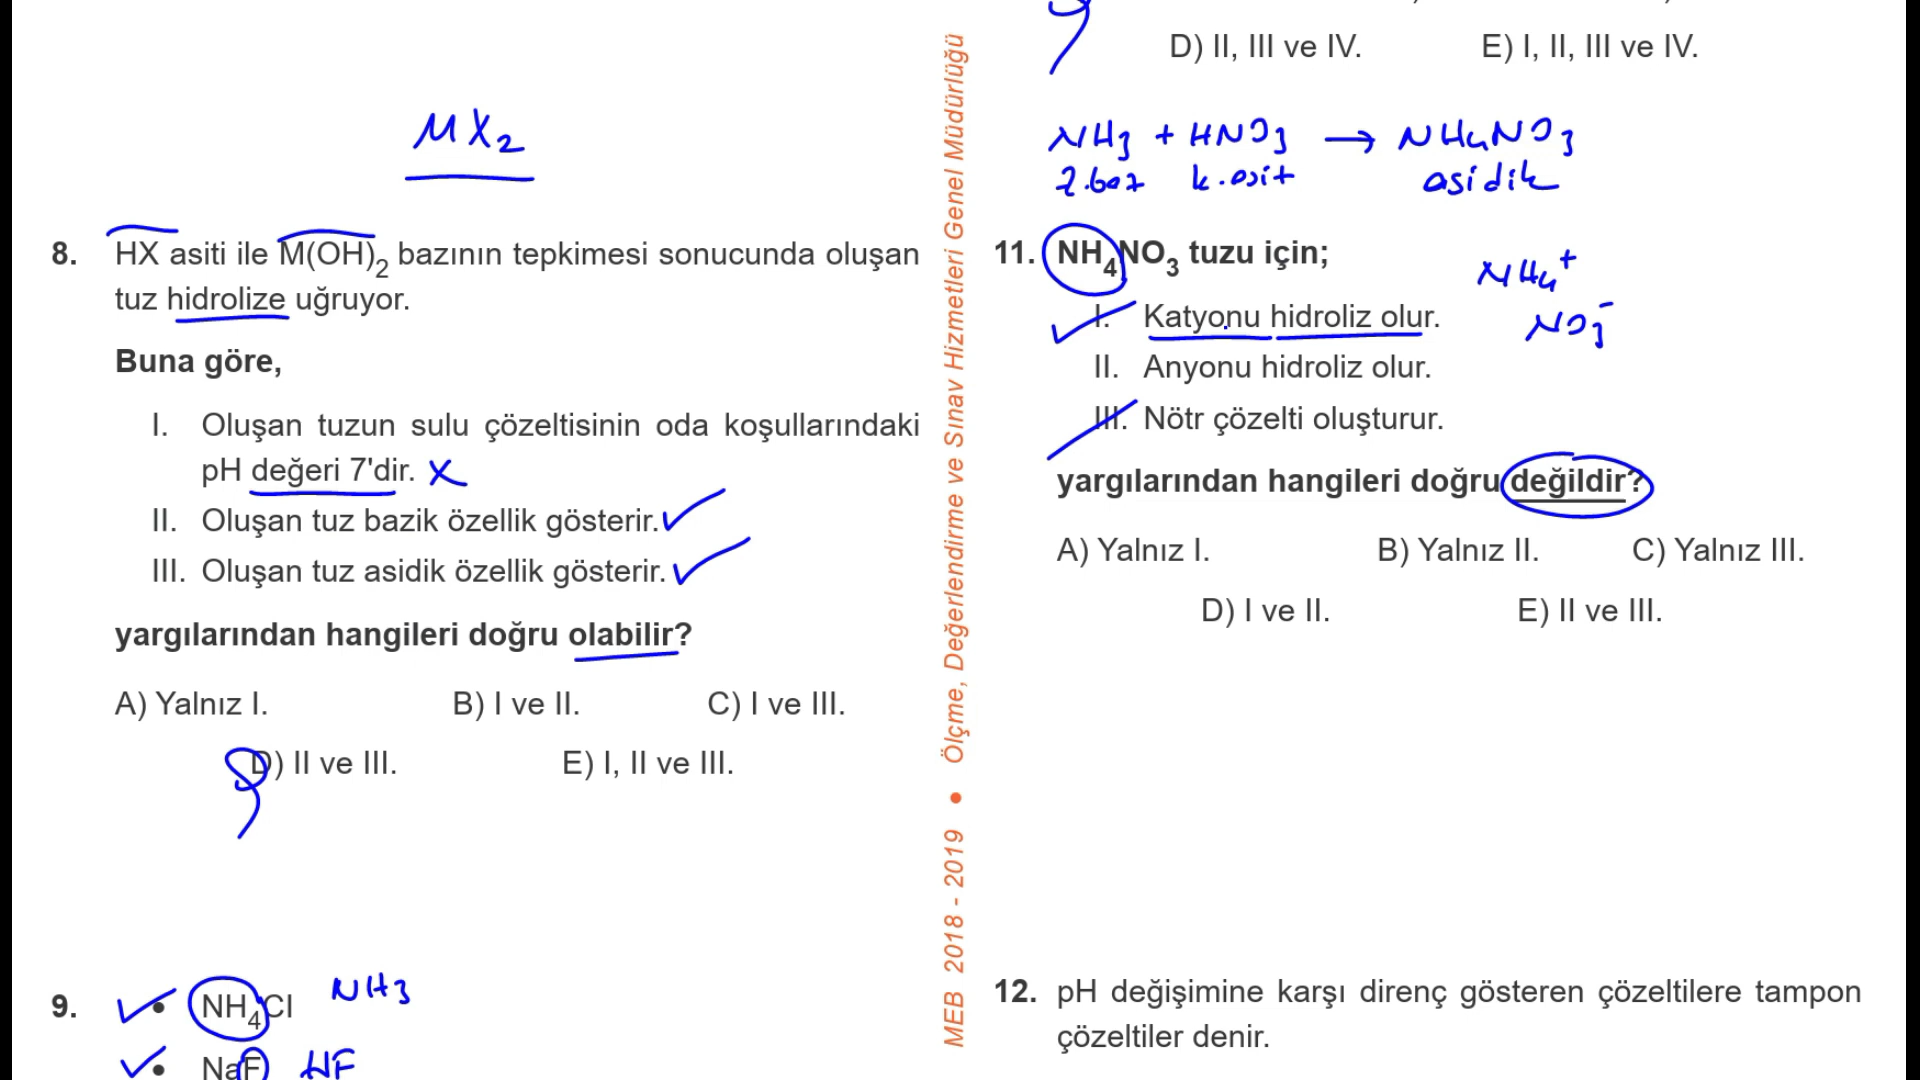 MX2
8. HX asiti ile M(OH)2 bazının tepkimesi sonucunda oluşan
tuz hidrolize uğruyor.
Buna göre,
I. Oluşan tuzun sulu çözeltisinin oda koşullarındaki
pH değeri 7'dir. X
II. Oluşan tuz bazik özellik gösterir.
III. Oluşan tuz asidik özellik gösterir.
yargılarından hangileri doğru olabilir?
A) Yalnız I. B) I ve II. C) I ve III.
D) II ve III. E) I, II ve III.
9. • NH4Cl NH3
• NaF HF
MEB 2018 - 2019 • Ölçme, Değerlendirme ve Sınav Hizmetleri Genel Müdürlüğü
D) II, III ve IV. E) I, II, III ve IV.
NH3 + HNO3 → NH4NO3
z.baz k.asit asidik
11. NH4NO3 tuzu için;
NH4+
I. Katyonu hidroliz olur.
NO3-
II. Anyonu hidroliz olur.
III. Nötr çözelti oluşturur.
yargılarından hangileri doğru değildir?
A) Yalnız I. B) Yalnız II. C) Yalnız III.
D) I ve II. E) II ve III.
12. pH değişimine karşı direnç gösteren çözeltilere tampon
çözeltiler denir.